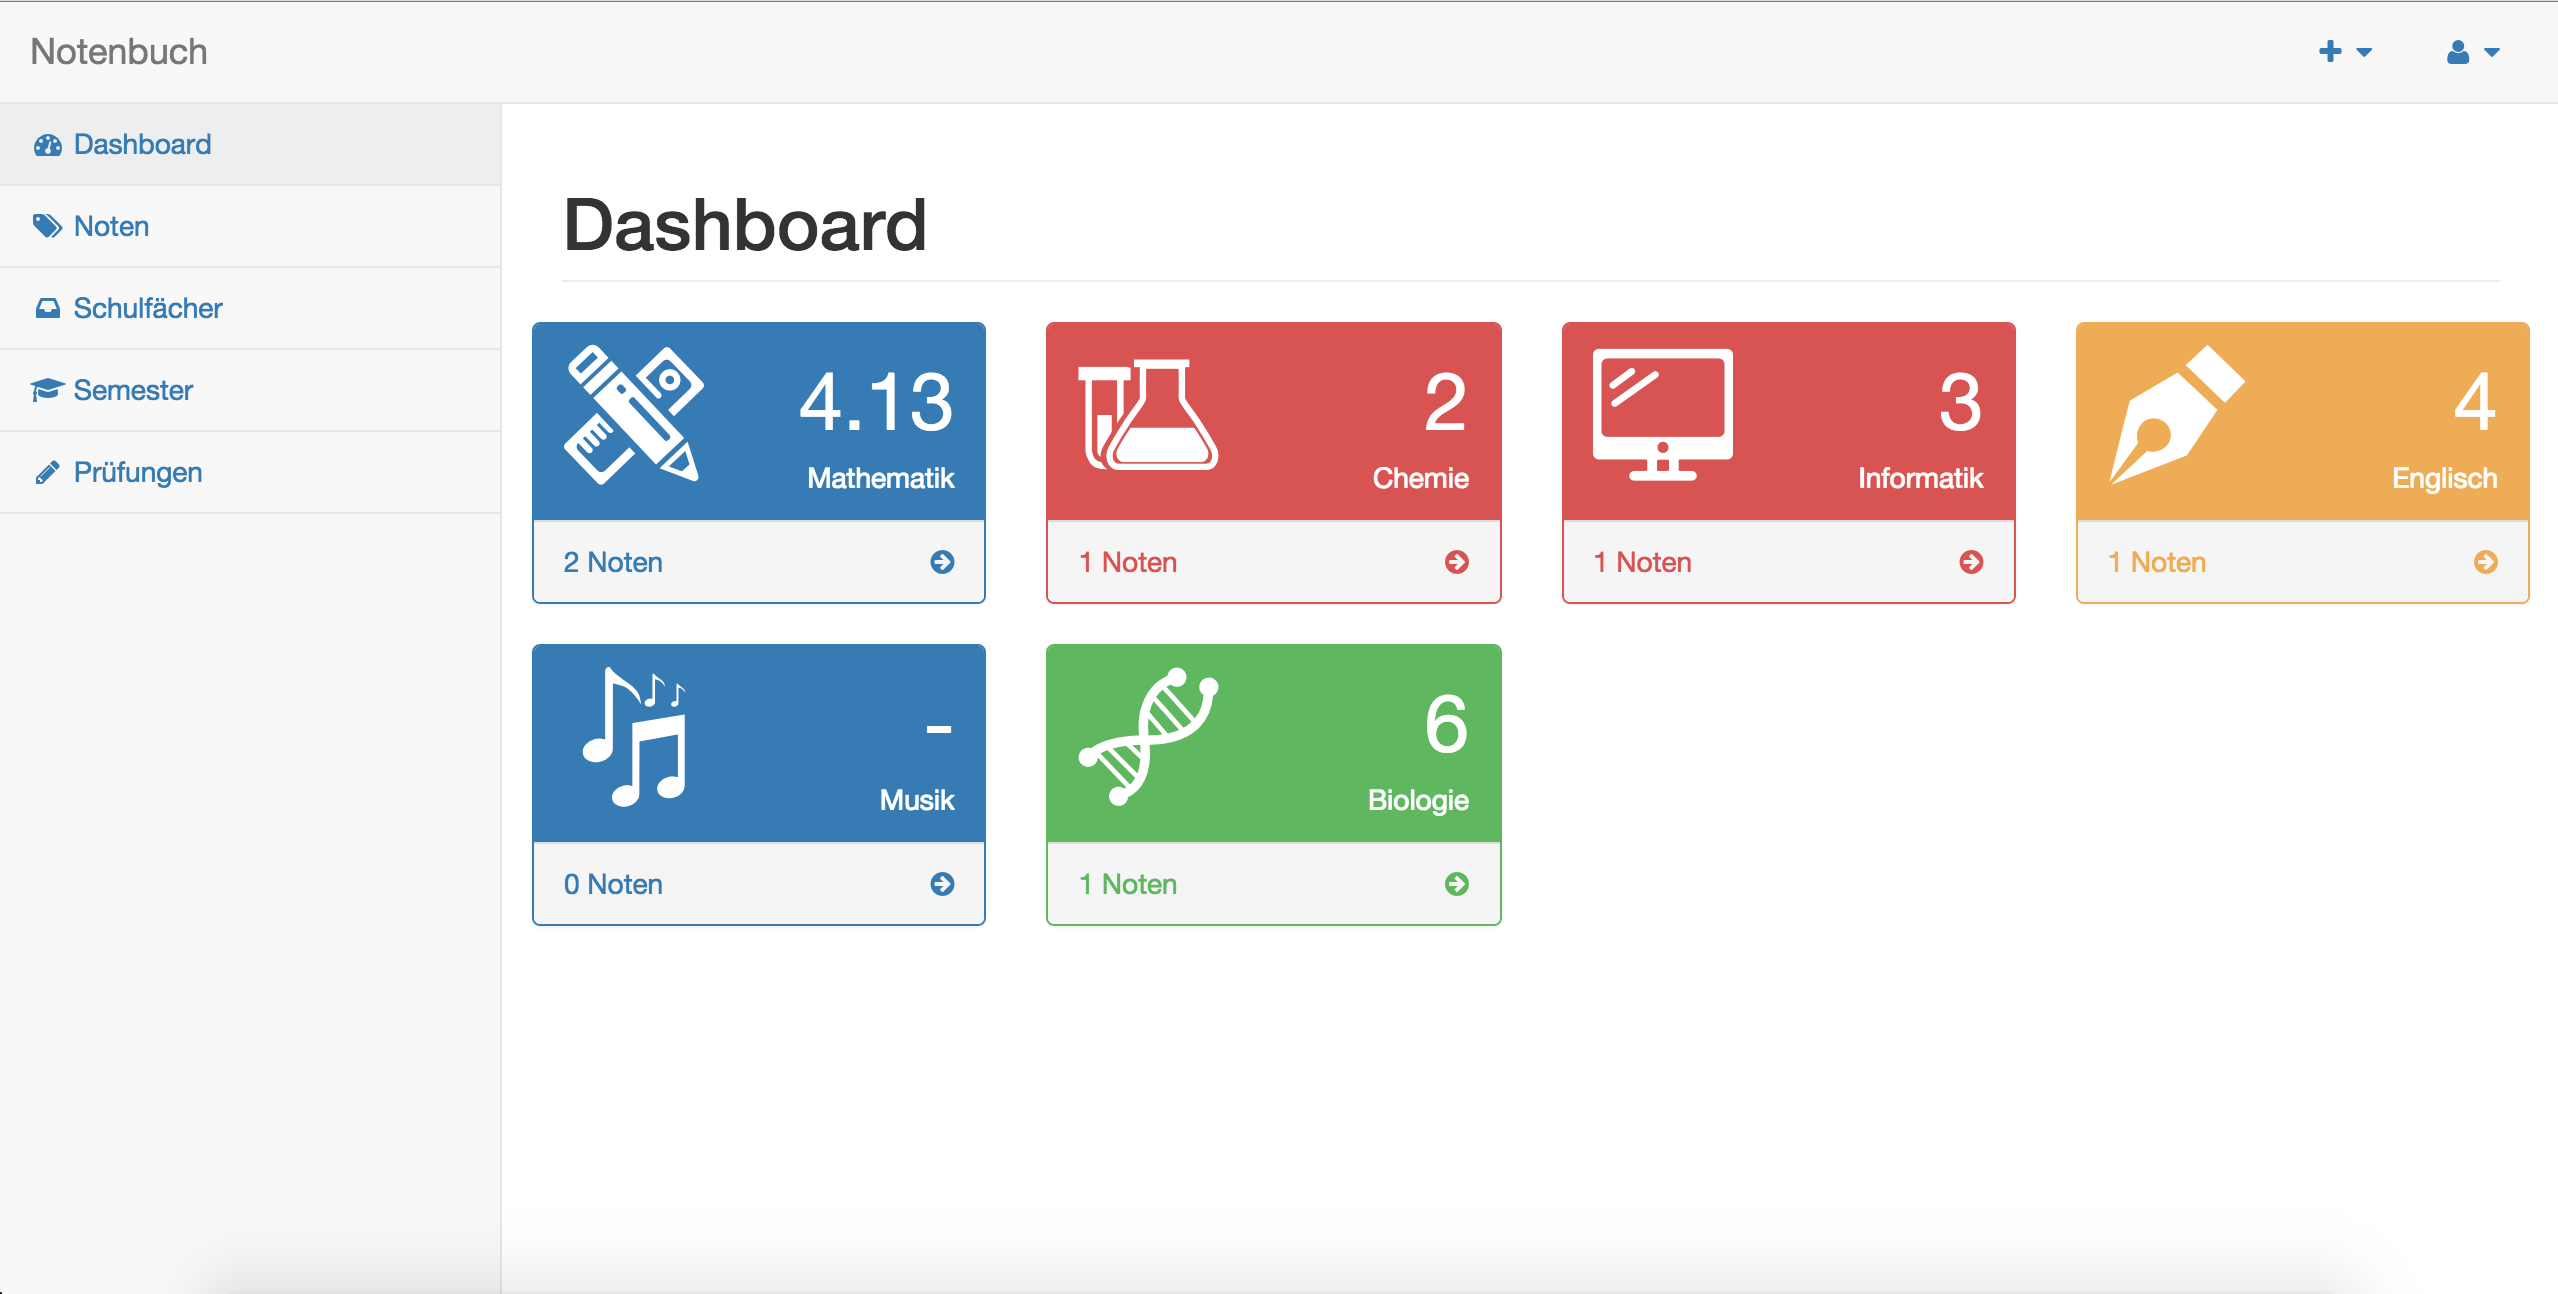 Notenbuch
Dashboard
Noten
Schulfächer
Semester
Prüfungen
Dashboard
4.13
Mathematik
2 Noten
2
Chemie
1 Noten
3
Informatik
1 Noten
4
Englisch
1 Noten
-
Musik
0 Noten
6
Biologie
1 Noten